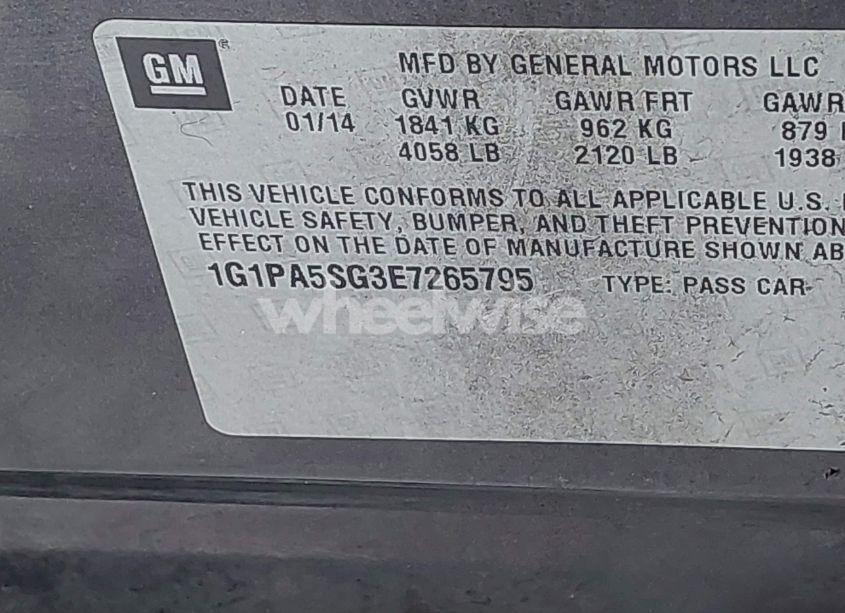 GM®
MFD BY GENERAL MOTORS LLC
DATE GVWR GAWR FRT GAWR
01/14 1841 KG 962 KG 879
4058 LB 2120 LB 1938
THIS VEHICLE CONFORMS TO ALL APPLICABLE U.S.
VEHICLE SAFETY, BUMPER, AND THEFT PREVENTION
EFFECT ON THE DATE OF MANUFACTURE SHOWN AB
1G1PA5SG3E7265795 TYPE: PASS CAR
wheelwise